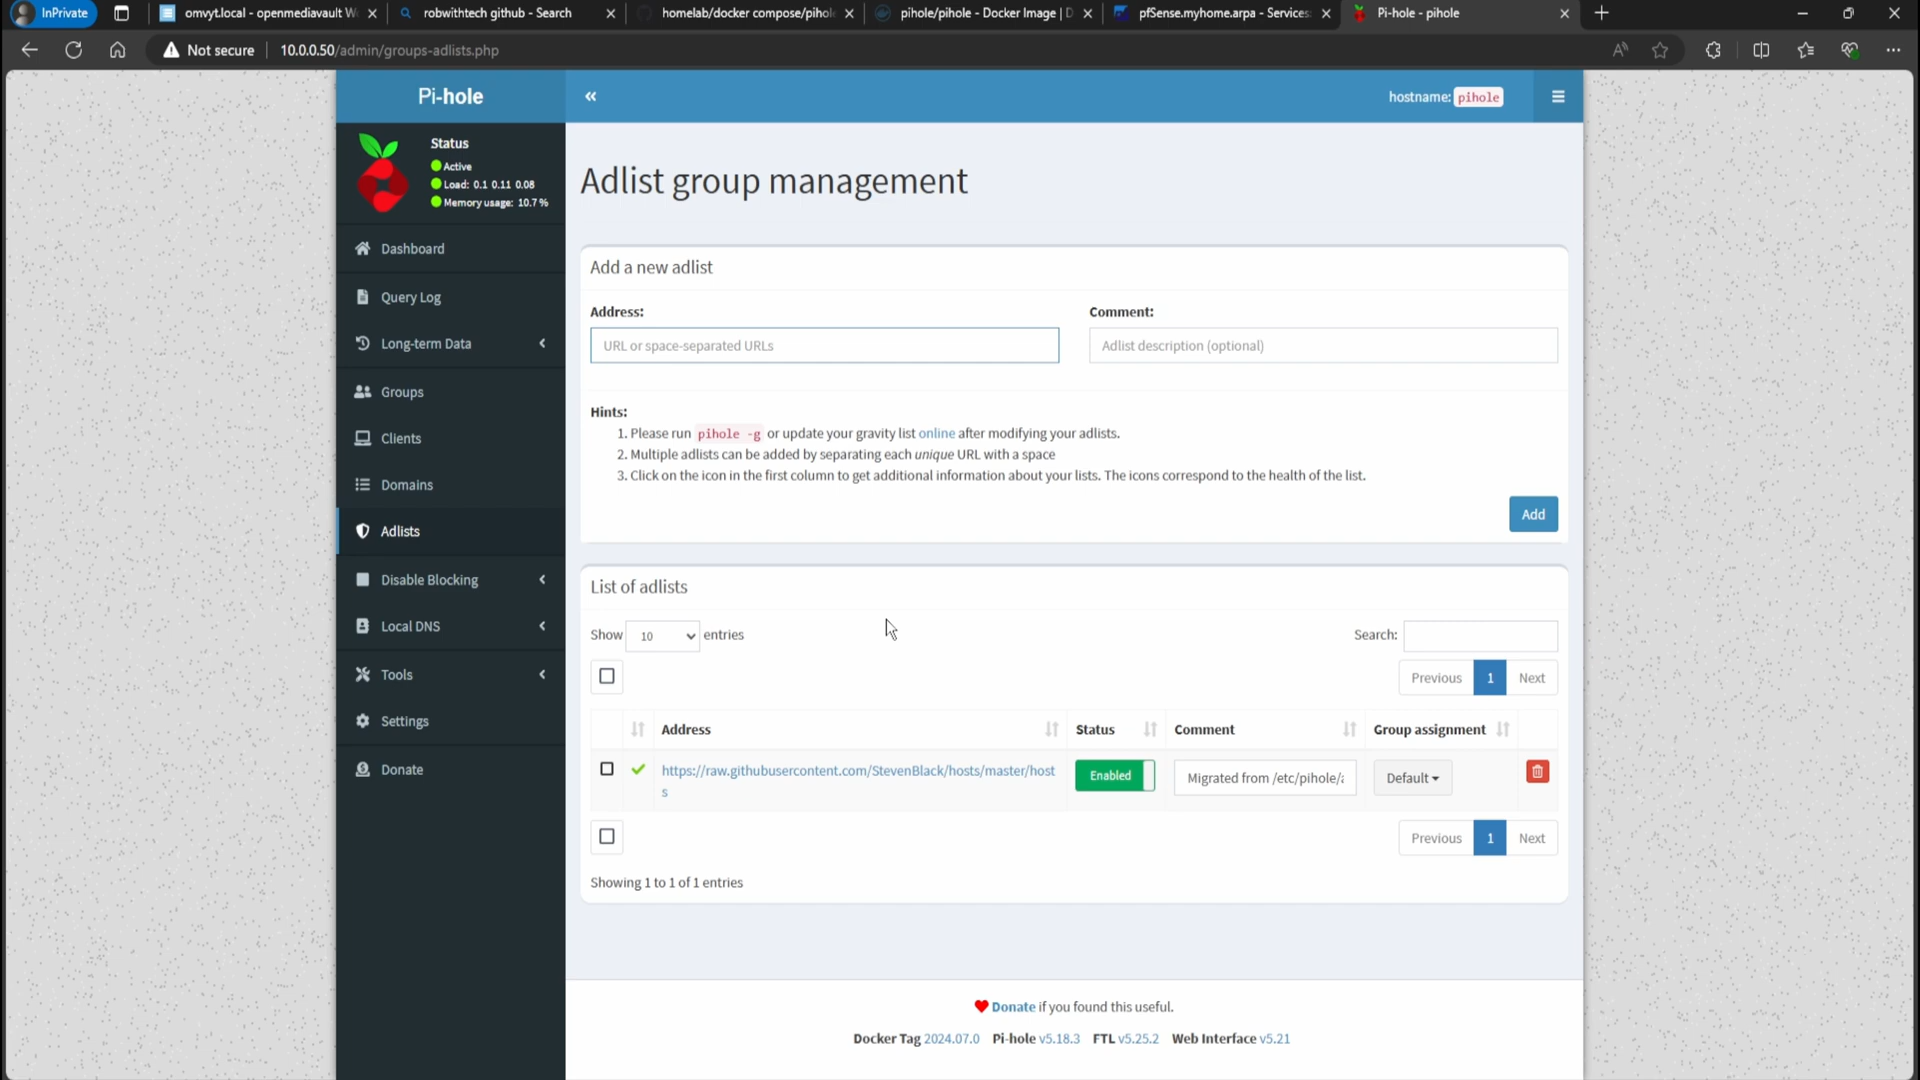 InPrivate
omvyt.local - openmediavault W
robwithtech github - Search
homelab/docker compose/pihol
pihole/pihole - Docker Image | D
pfSense.myhome.arpa - Services:
Pi-hole - pihole
Not secure
10.0.0.50/admin/groups-adlists.php
Pi-hole
hostname: pihole
Status
Active
Load: 0.1 0.11 0.08
Memory usage: 10.7 %
Dashboard
Query Log
Long-term Data
Groups
Clients
Domains
Adlists
Disable Blocking
Local DNS
Tools
Settings
Donate
Adlist group management
Add a new adlist
Address:
Comment:
URL or space-separated URLs
Adlist description (optional)
Hints:
1. Please run pihole -g or update your gravity list online after modifying your adlists.
2. Multiple adlists can be added by separating each unique URL with a space
3. Click on the icon in the first column to get additional information about your lists. The icons correspond to the health of the list.
Add
List of adlists
Show 10 entries
Search:
Previous 1 Next
Address Status Comment Group assignment
https://raw.githubusercontent.com/StevenBlack/hosts/master/host
s
Enabled
Migrated from /etc/pihole/a
Default
Previous 1 Next
Showing 1 to 1 of 1 entries
Donate if you found this useful.
Docker Tag 2024.07.0 Pi-hole v5.18.3 FTL v5.25.2 Web Interface v5.21